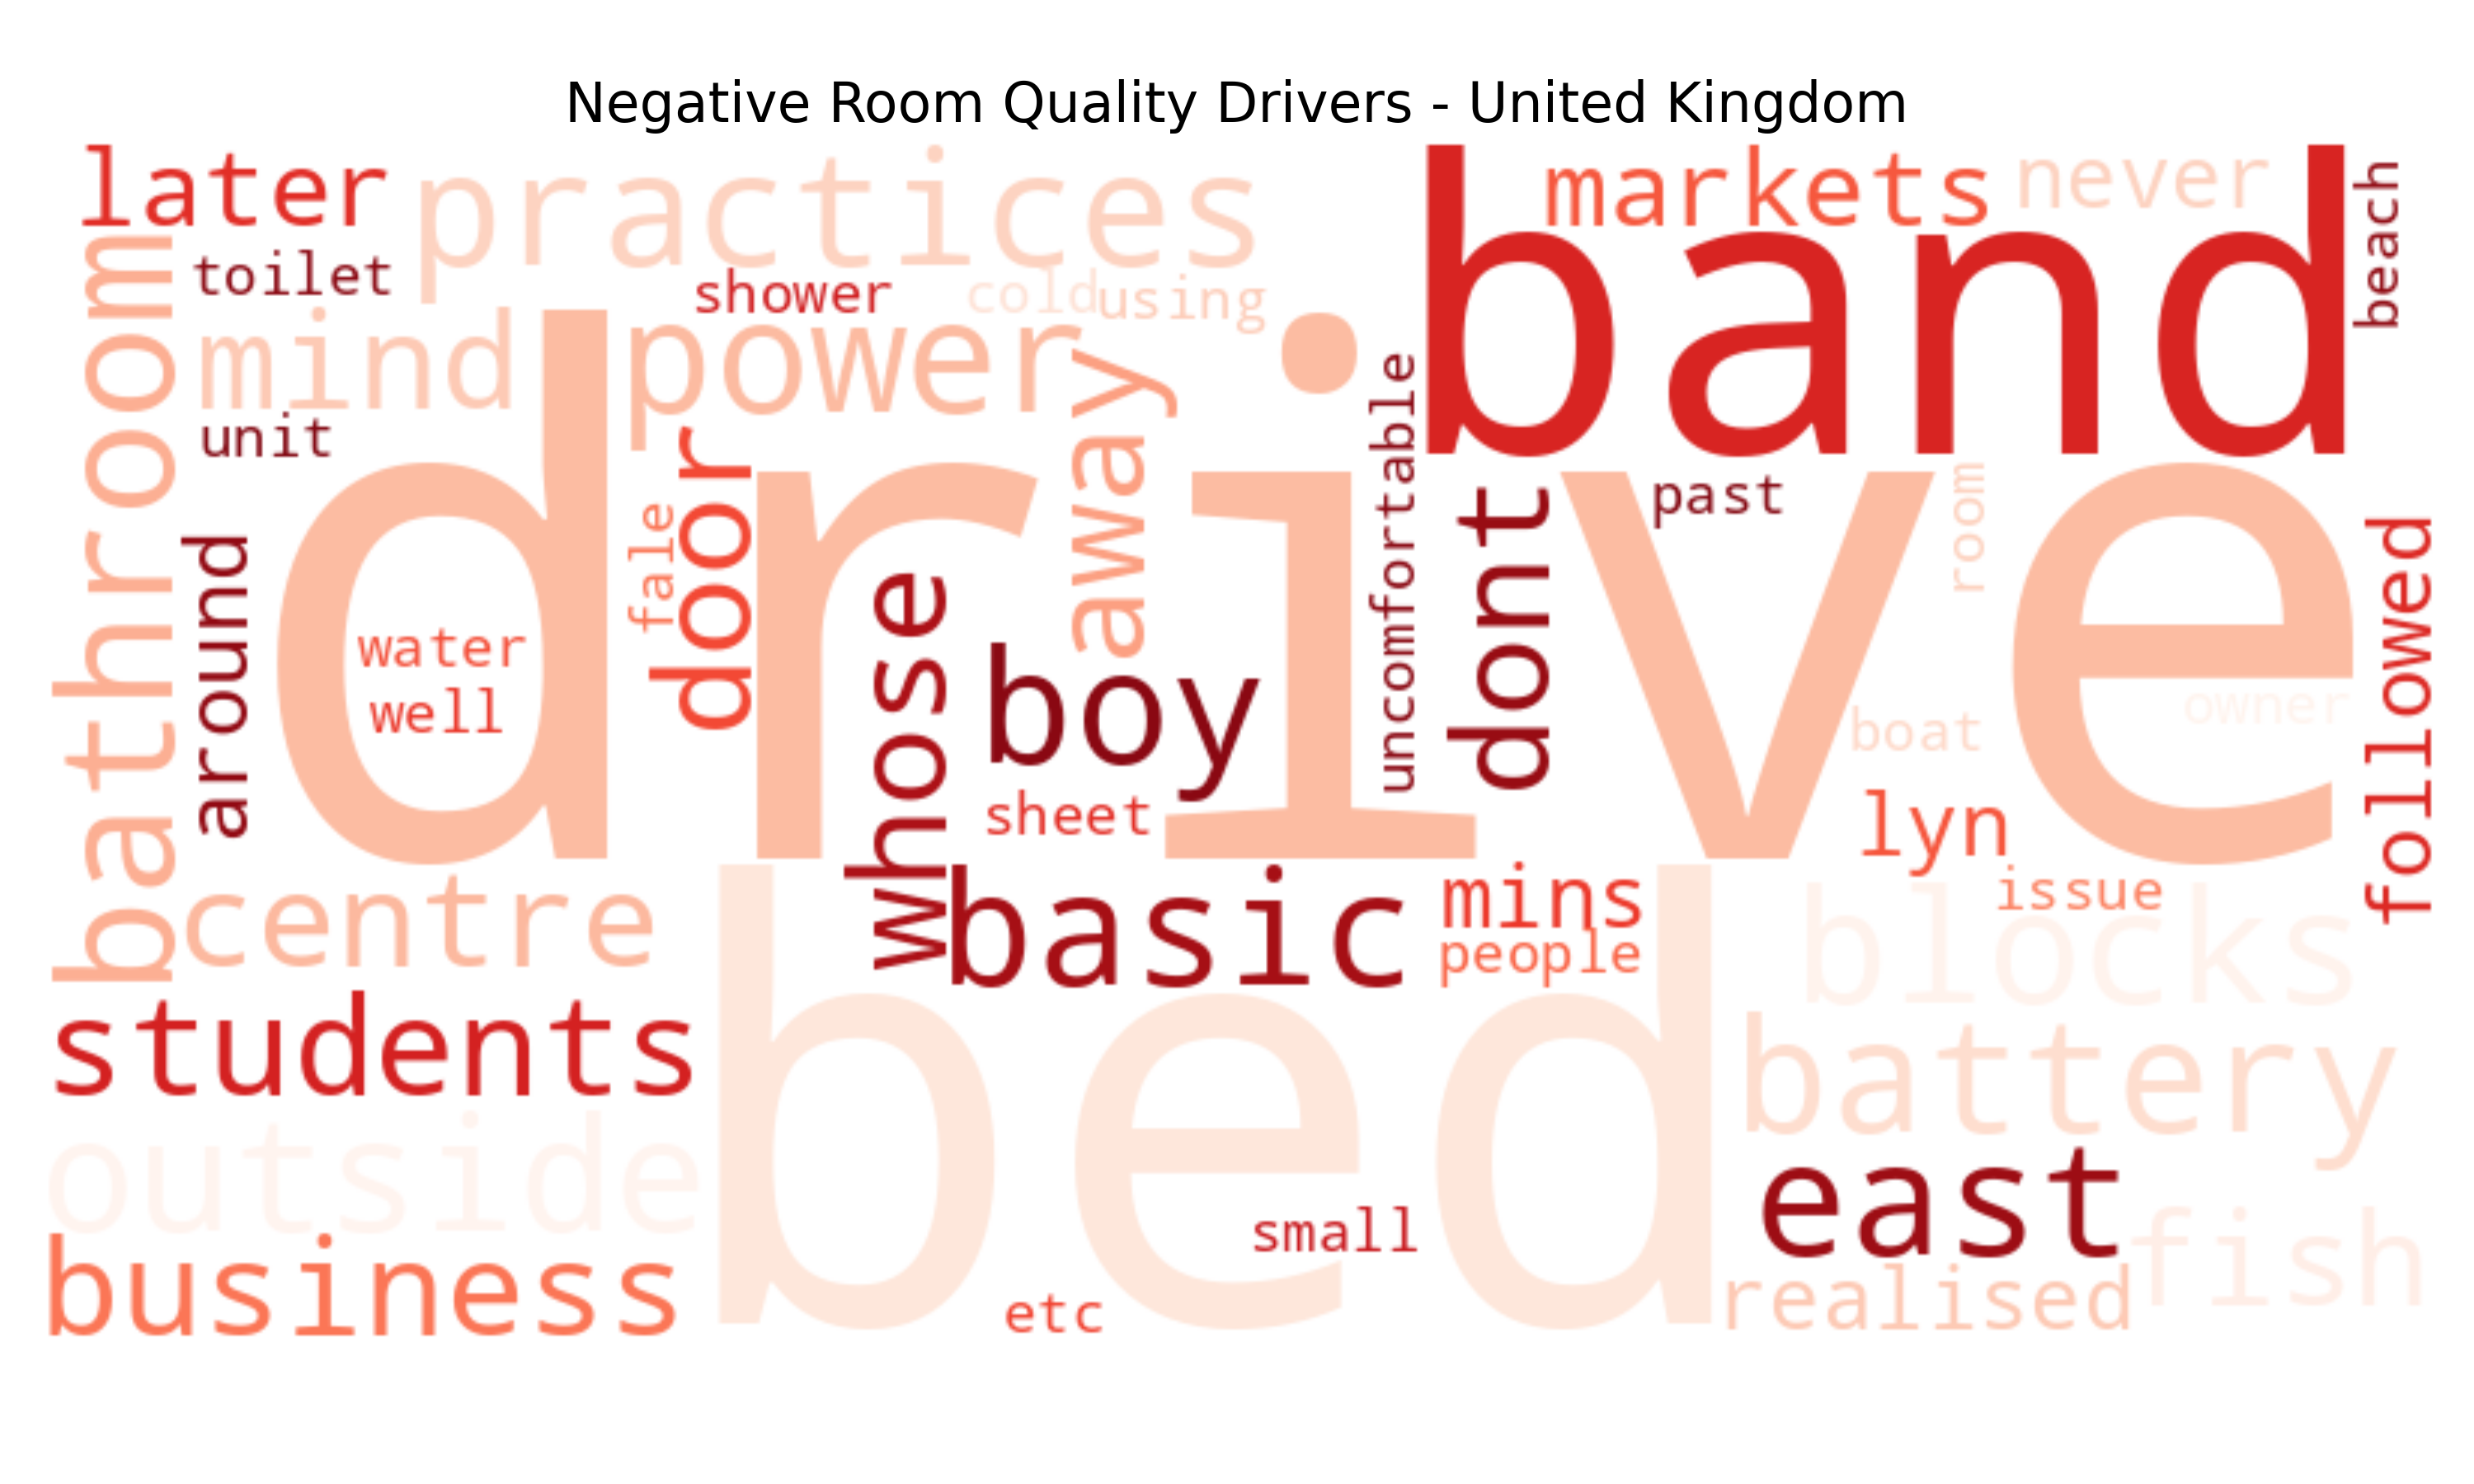 Negative Room Quality Drivers - United Kingdom
later
practices
band
markets
never
beach
toilet
shower
cold
using
bathroom
mind
power
unit
away
door
fale
drive
uncomfortable
dont
past
room
followed
around
water
well
whose
boy
sheet
boat
owner
lyn
issue
centre
basic
mins
people
blocks
students
bed
battery
outside
east
small
fish
business
etc
realised